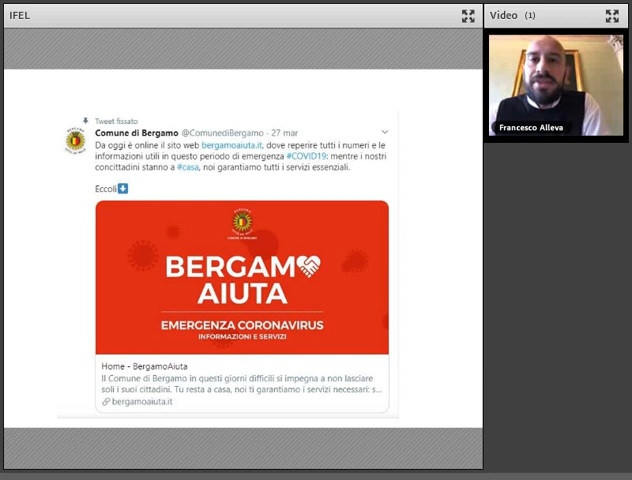 IFEL
Video (1)
Francesco Alleva
Tweet fissato
Comune di Bergamo @ComunediBergamo · 27 mar
Da oggi è online il sito web bergamoaiuta.it, dove reperire tutti i numeri e le
informazioni utili in questo periodo di emergenza #COVID19: mentre i nostri
concittadini stanno a #casa, noi garantiamo tutti i servizi essenziali.
Eccoli
COMUNE DI BERGAMO
BERGAMO
AIUTA
EMERGENZA CORONAVIRUS
INFORMAZIONI E SERVIZI
Home - BergamoAiuta
Il Comune di Bergamo in questi giorni difficili si impegna a non lasciare
soli i suoi cittadini. Tu resta a casa, noi ti garantiamo i servizi necessari: s...
bergamoaiuta.it